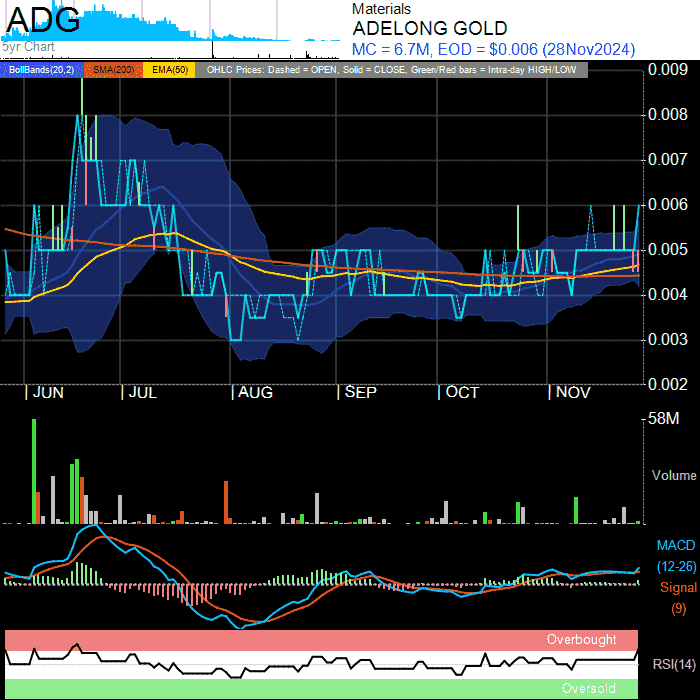 ADG
5yr Chart
Materials
ADELONG GOLD
MC = 6.7M, EOD = $0.006 (28Nov2024)
BollBands(20,2) SMA(200) EMA(50) OHLC Prices: Dashed = OPEN, Solid = CLOSE, Green/Red bars = Intra-day HIGH/LOW
0.009
0.008
0.007
0.006
0.005
0.004
0.003
0.002
JUN JUL AUG SEP OCT NOV
58M
Volume
MACD
(12-26)
Signal
(9)
Overbought
RSI(14)
Oversold